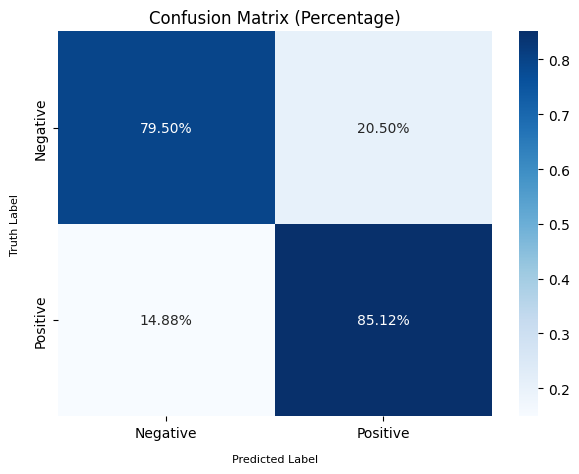 Confusion Matrix (Percentage)
Truth Label
Negative
79.50%
20.50%
Positive
14.88%
85.12%
Negative
Positive
Predicted Label
0.8
0.7
0.6
0.5
0.4
0.3
0.2